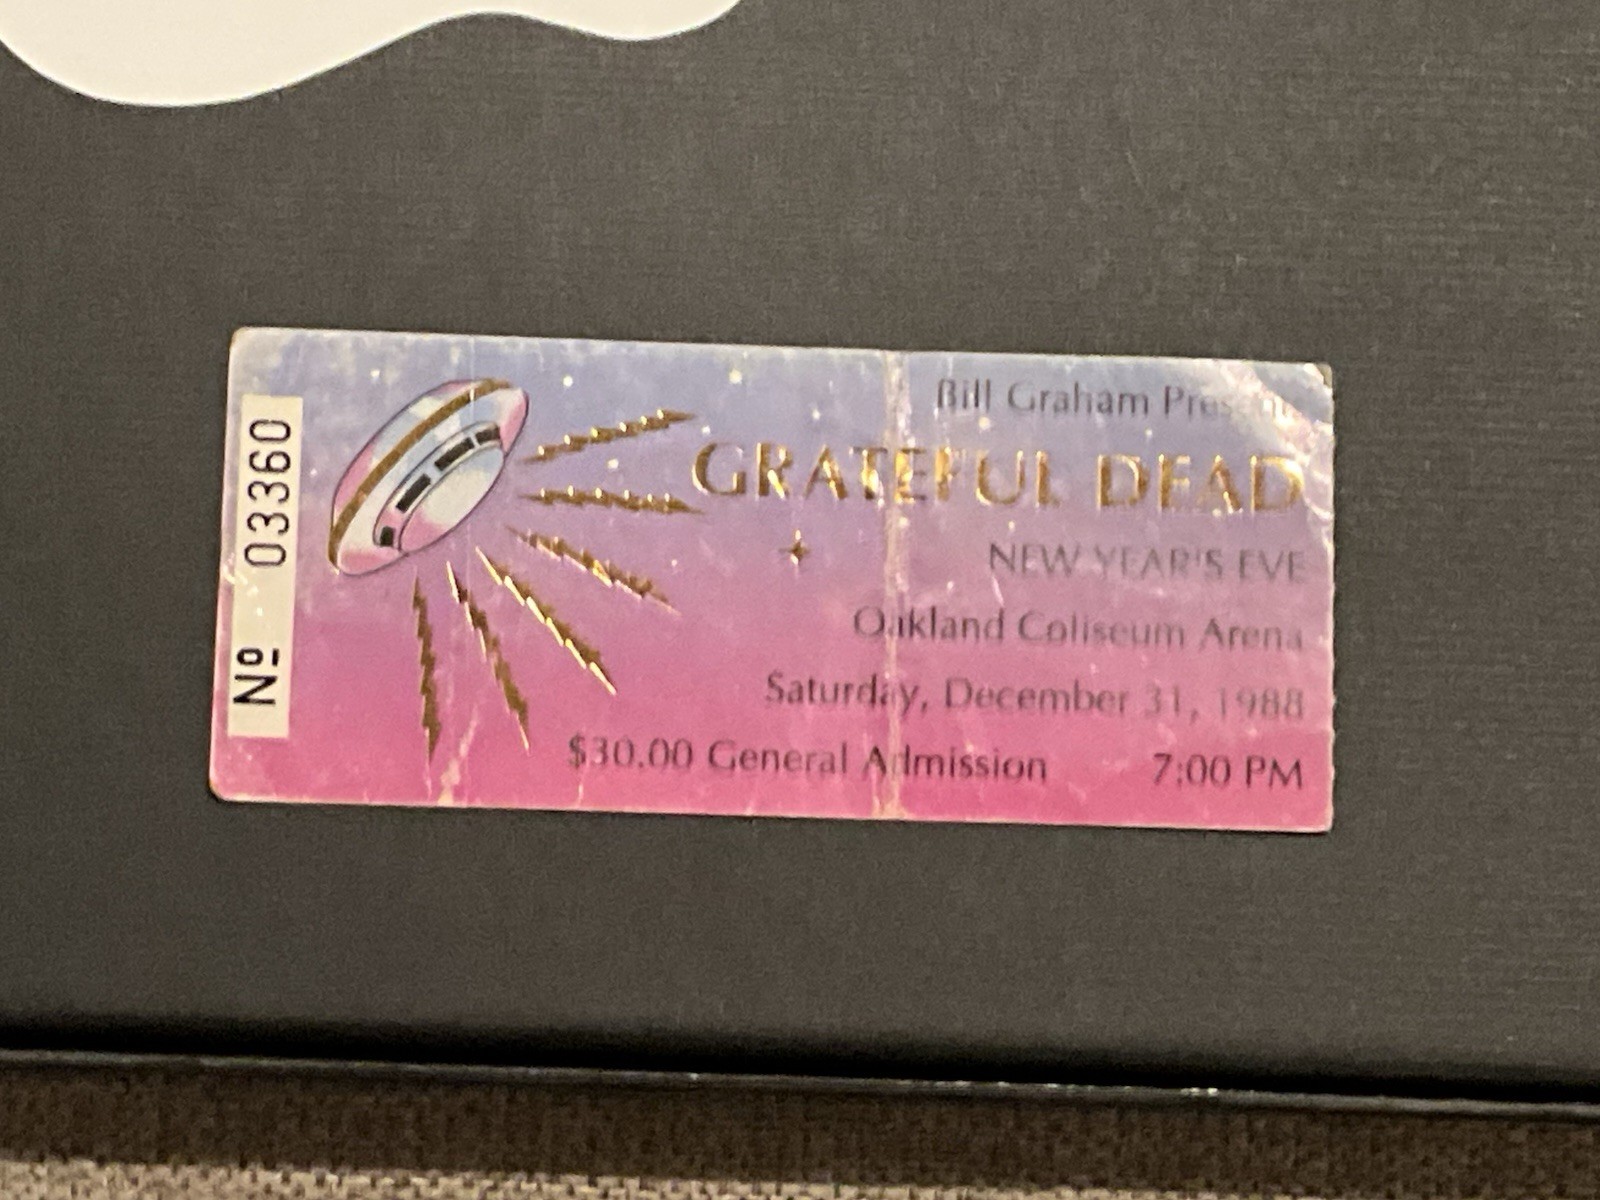 Nº 03360
Bill Graham Presents
GRATEFUL DEAD
NEW YEAR'S EVE
Oakland Coliseum Arena
Saturday, December 31, 1988
$30.00 General Admission 7:00 PM